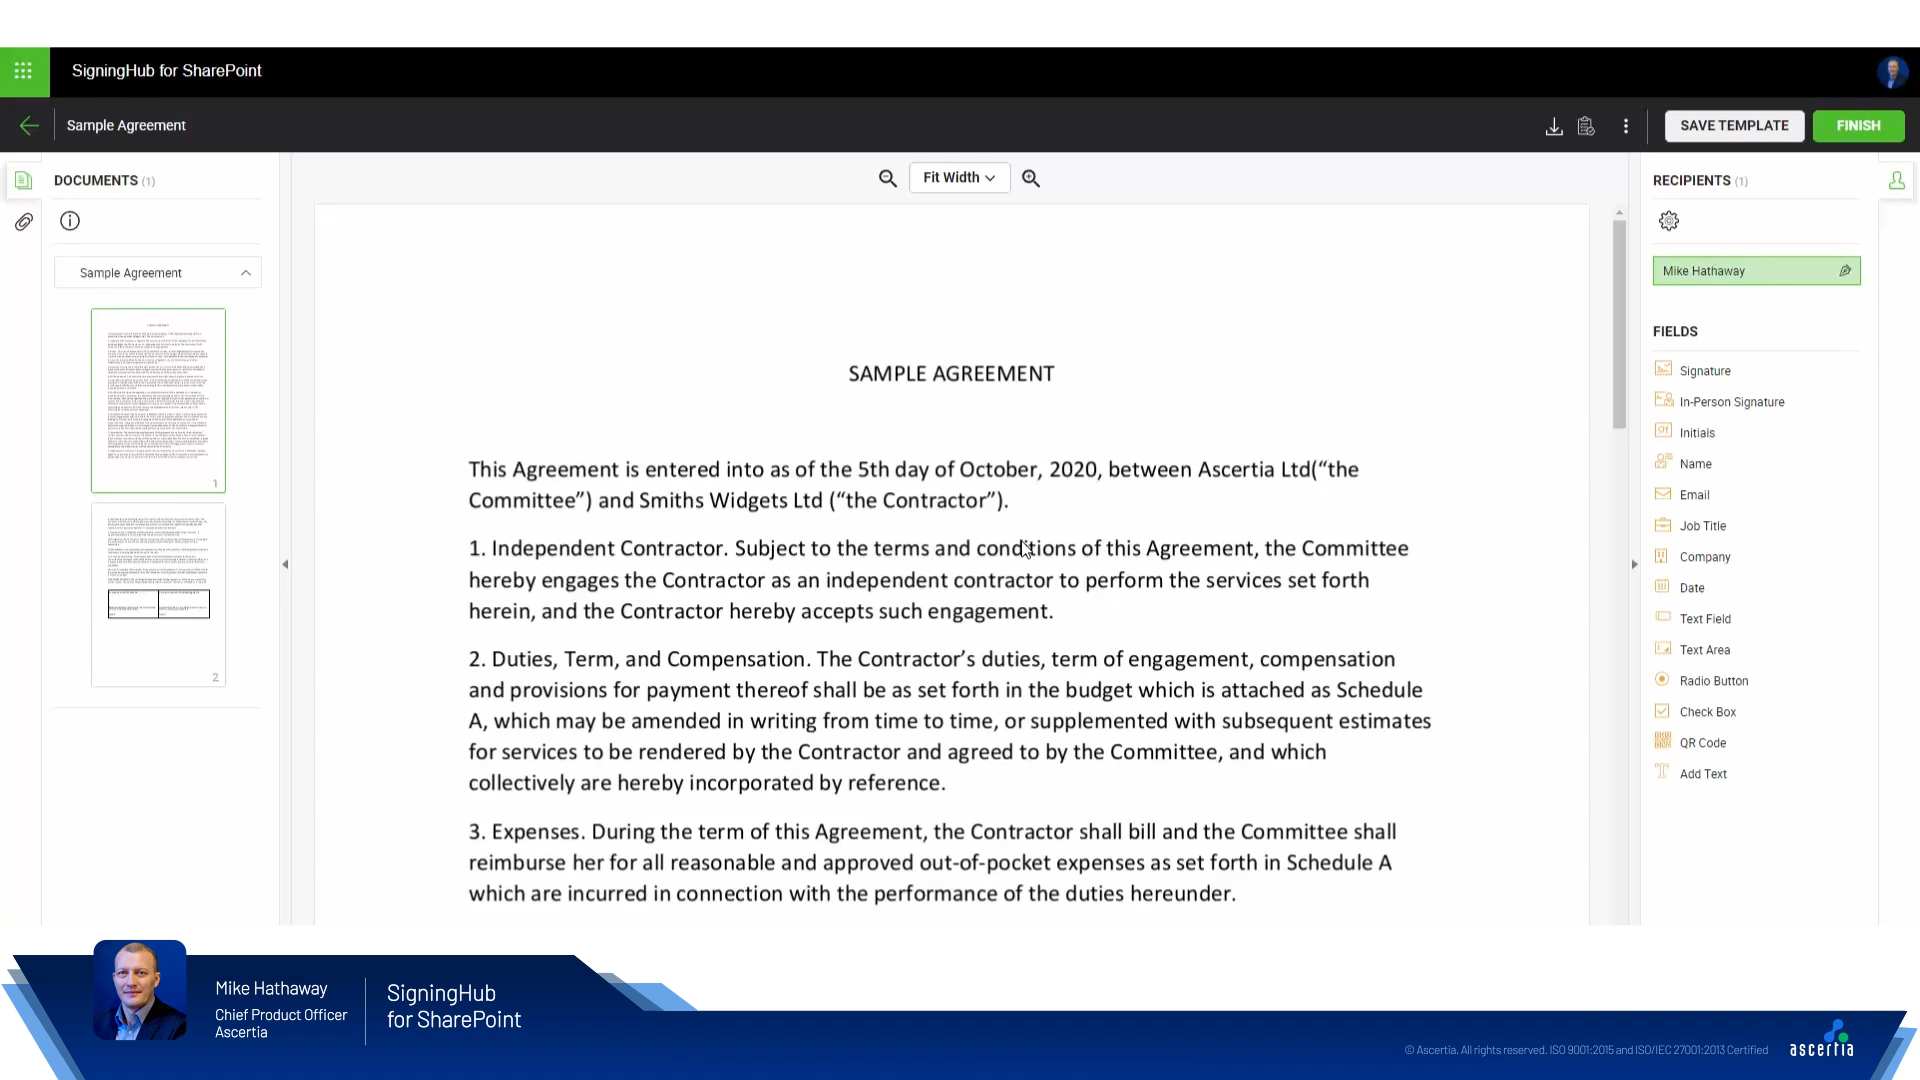 SigningHub for SharePoint
Sample Agreement
SAVE TEMPLATE
FINISH
DOCUMENTS (1)
Sample Agreement
1
2
Fit Width
SAMPLE AGREEMENT
This Agreement is entered into as of the 5th day of October, 2020, between Ascertia Ltd(“the
Committee”) and Smiths Widgets Ltd (“the Contractor”).
1. Independent Contractor. Subject to the terms and conditions of this Agreement, the Committee
hereby engages the Contractor as an independent contractor to perform the services set forth
herein, and the Contractor hereby accepts such engagement.
2. Duties, Term, and Compensation. The Contractor’s duties, term of engagement, compensation
and provisions for payment thereof shall be as set forth in the budget which is attached as Schedule
A, which may be amended in writing from time to time, or supplemented with subsequent estimates
for services to be rendered by the Contractor and agreed to by the Committee, and which
collectively are hereby incorporated by reference.
3. Expenses. During the term of this Agreement, the Contractor shall bill and the Committee shall
reimburse her for all reasonable and approved out-of-pocket expenses as set forth in Schedule A
which are incurred in connection with the performance of the duties hereunder.
RECIPIENTS (1)
Mike Hathaway
FIELDS
Signature
In-Person Signature
Initials
Name
Email
Job Title
Company
Date
Text Field
Text Area
Radio Button
Check Box
QR Code
Add Text
Mike Hathaway
Chief Product Officer
Ascertia
SigningHub
for SharePoint
© Ascertia. All rights reserved. ISO 9001:2015 and ISO/IEC 27001:2013 Certified
ascertia